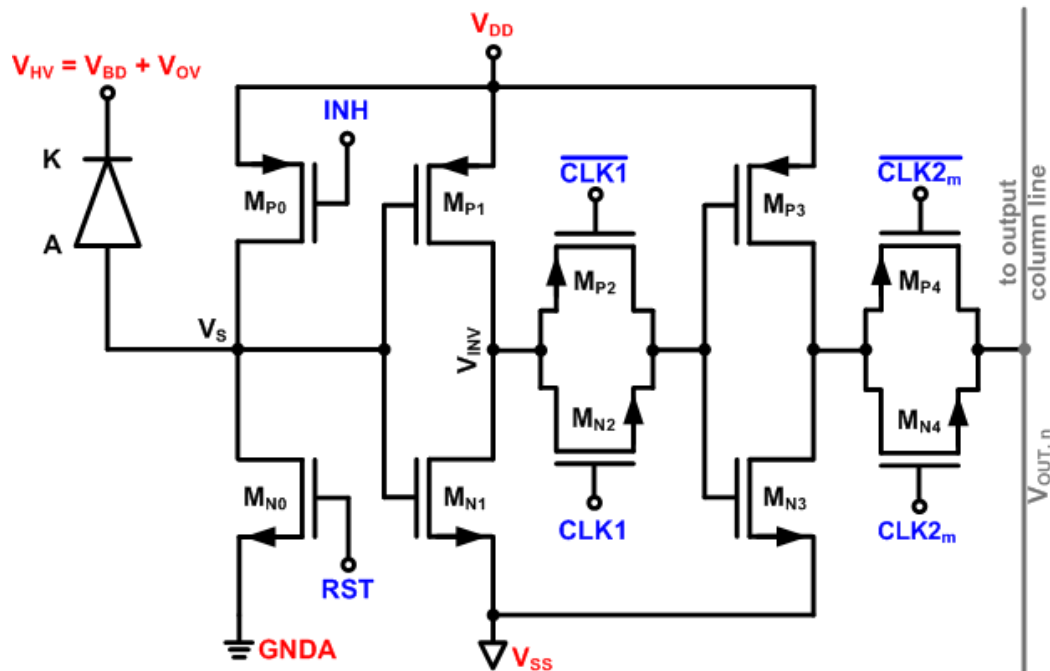 V_DD
V_HV = V_BD + V_OV
INH
K
A
M_P0
M_P1
CLK1
M_P2
M_P3
CLK2_m
M_P4
to output
column line
V_S
V_INV
M_N2
M_N4
M_N0
M_N1
M_N3
CLK1
CLK2_m
RST
V_OUT, n
GNDA
V_SS